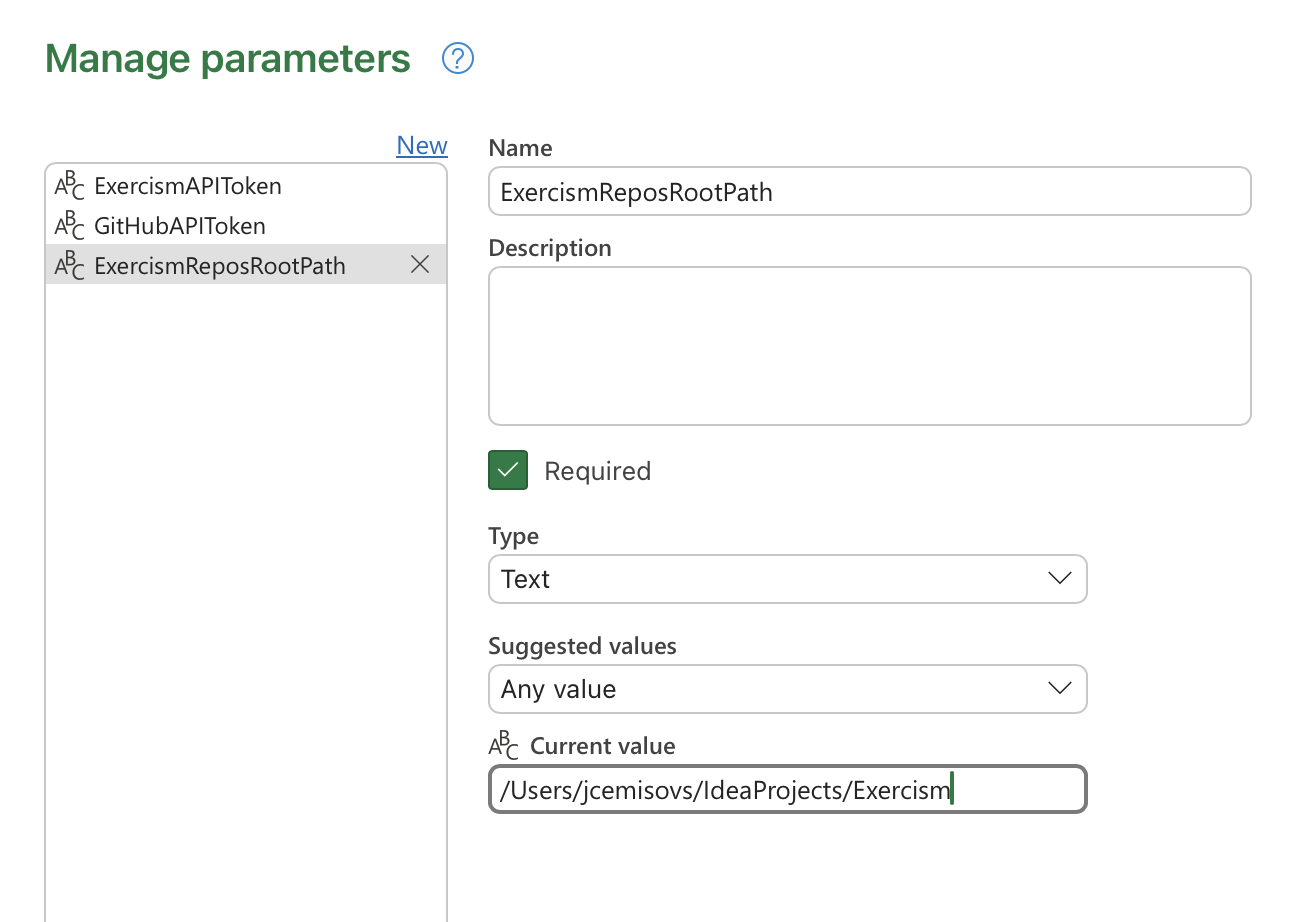 Manage parameters ?
New
ABC ExercismAPIToken
ABC GitHubAPIToken
ABC ExercismReposRootPath
Name
ExercismReposRootPath
Description
Required
Type
Text
Suggested values
Any value
ABC Current value
/Users/jcemisovs/IdeaProjects/Exercism